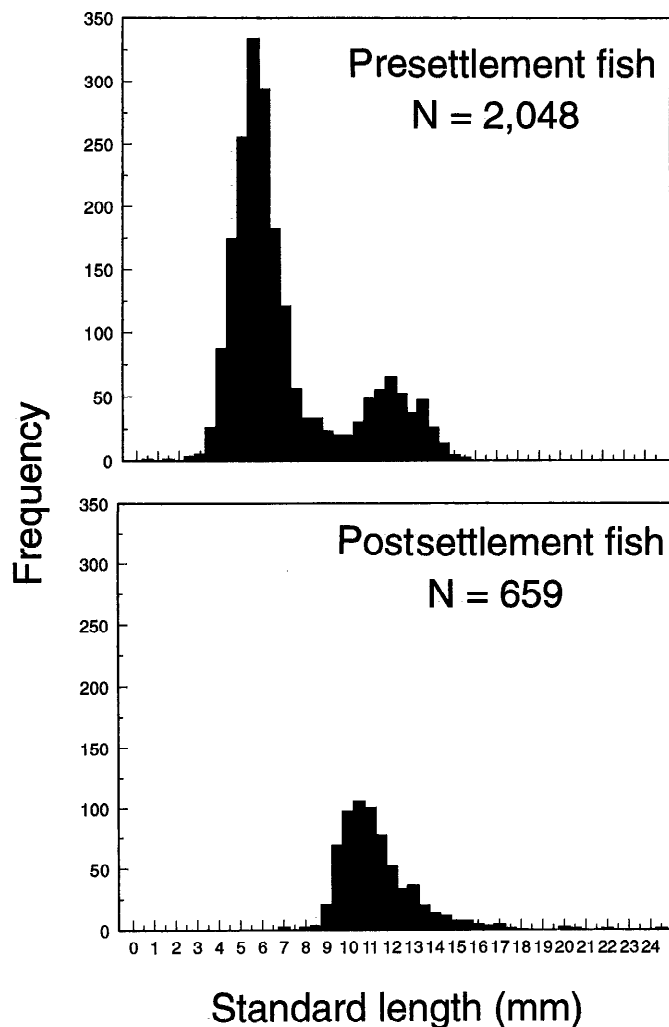 350
300
250
200
150
100
50
0
Presettlement fish
N = 2,048
Frequency
350
300
250
200
150
100
50
0
Postsettlement fish
N = 659
0 1 2 3 4 5 6 7 8 9 10 11 12 13 14 15 16 17 18 19 20 21 22 23 24
Standard length (mm)